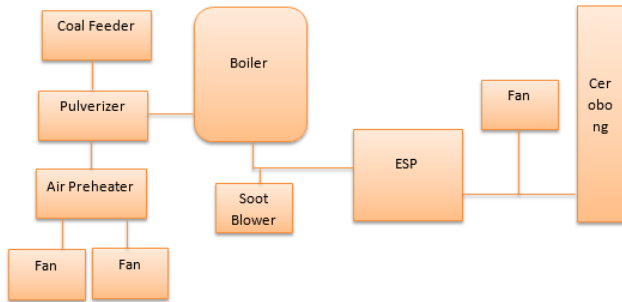 Coal Feeder
Boiler
Pulverizer
Fan
Cer
obo
ng
Air Preheater
ESP
Soot
Blower
Fan
Fan